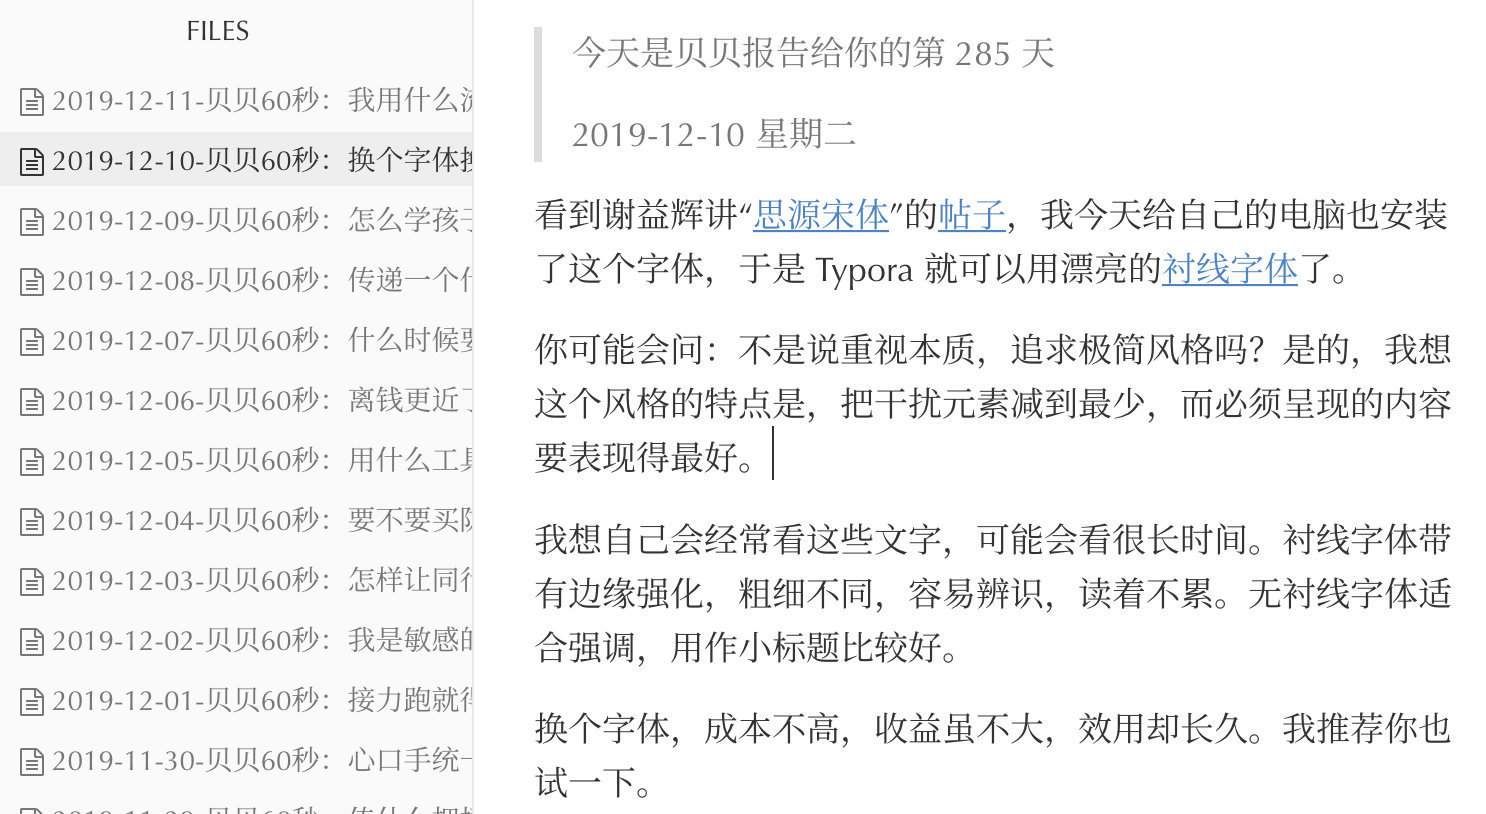 FILES
2019-12-11-贝贝60秒：我用什么
2019-12-10-贝贝60秒：换个字体
2019-12-09-贝贝60秒：怎么学孩
2019-12-08-贝贝60秒：传递一个
2019-12-07-贝贝60秒：什么时候
2019-12-06-贝贝60秒：离钱更近
2019-12-05-贝贝60秒：用什么工
2019-12-04-贝贝60秒：要不要买
2019-12-03-贝贝60秒：怎样让同
2019-12-02-贝贝60秒：我是敏感
2019-12-01-贝贝60秒：接力跑就
2019-11-30-贝贝60秒：心口手统
今天是贝贝报告给你的第 285 天
2019-12-10 星期二
看到谢益辉讲“思源宋体”的帖子，我今天给自己的电脑也安装
了这个字体，于是 Typora 就可以用漂亮的衬线字体了。
你可能会问：不是说重视本质，追求极简风格吗？是的，我想
这个风格的特点是，把干扰元素减到最少，而必须呈现的内容
要表现得最好。
我想自己会经常看这些文字，可能会看很长时间。衬线字体带
有边缘强化，粗细不同，容易辨识，读着不累。无衬线字体适
合强调，用作小标题比较好。
换个字体，成本不高，收益虽不大，效用却长久。我推荐你也
试一下。